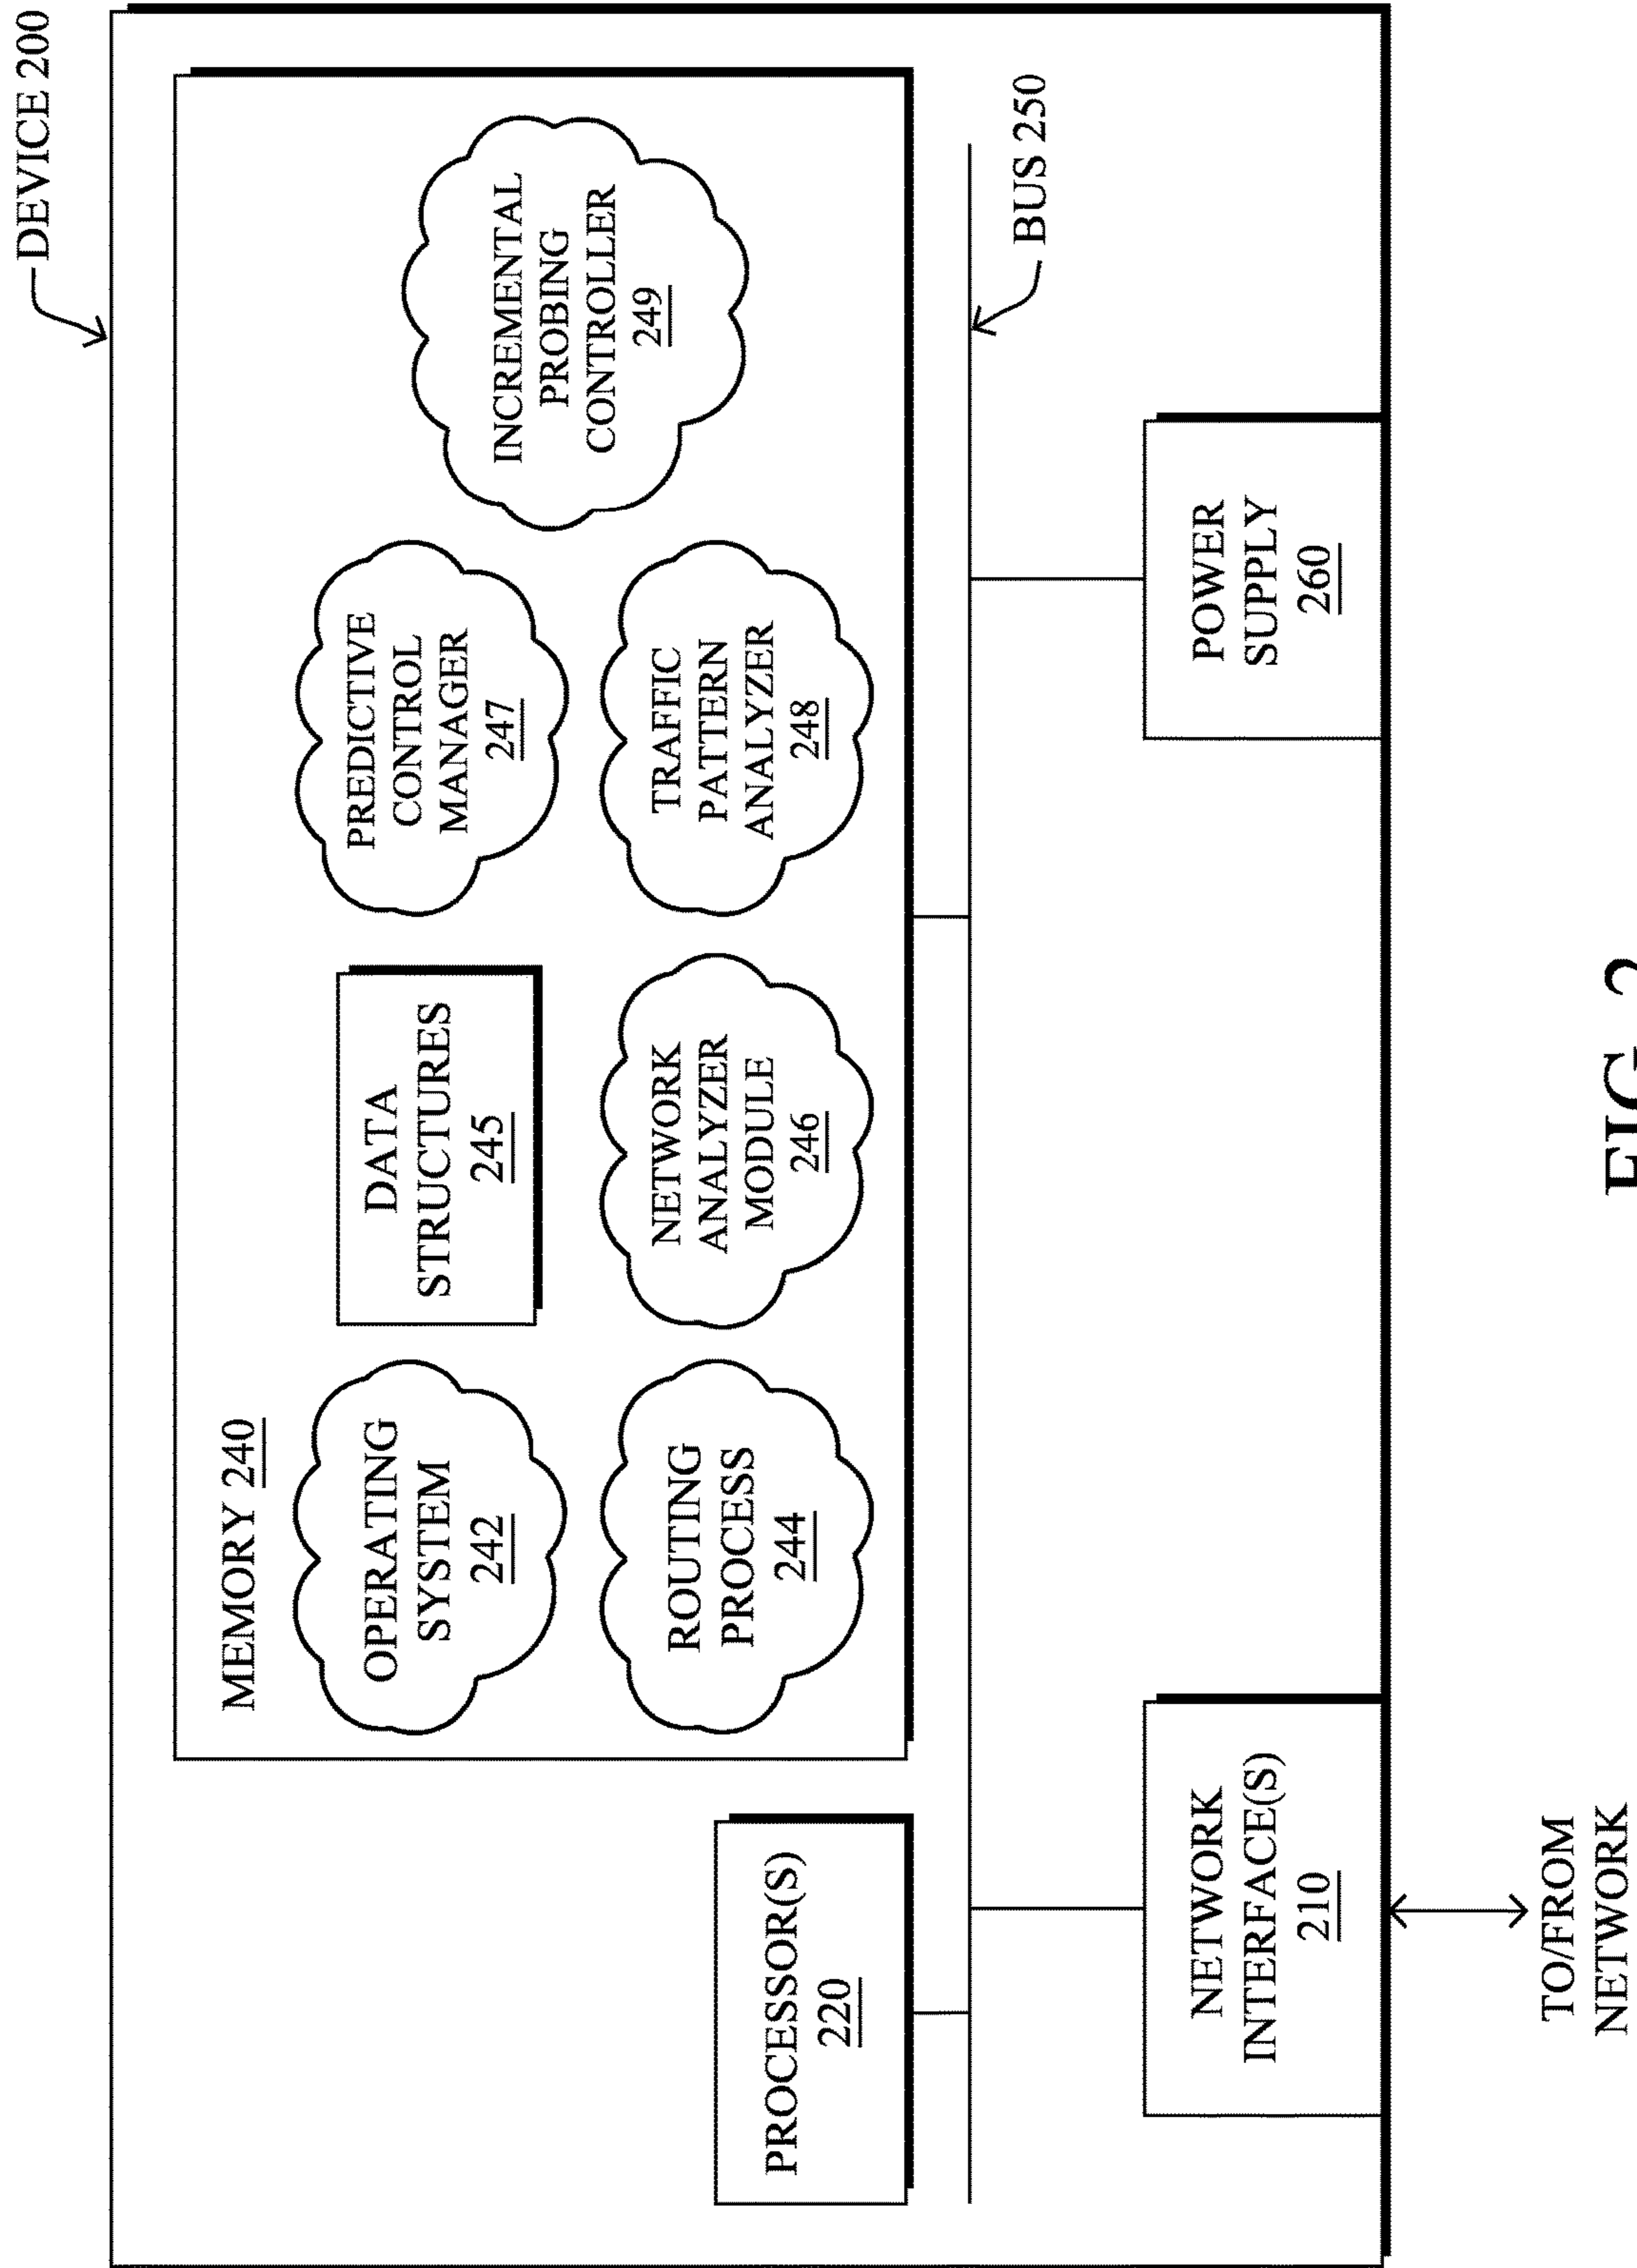 DEVICE 200
MEMORY 240
OPERATING
SYSTEM
242
DATA
STRUCTURES
245
PREDICTIVE
CONTROL
MANAGER
247
INCREMENTAL
PROBING
CONTROLLER
249
ROUTING
PROCESS
244
NETWORK
ANALYZER
MODULE
246
TRAFFIC
PATTERN
ANALYZER
248
PROCESSOR(S)
220
BUS 250
NETWORK
INTERFACE(S)
210
POWER
SUPPLY
260
TO/FROM
NETWORK
FIG. 2